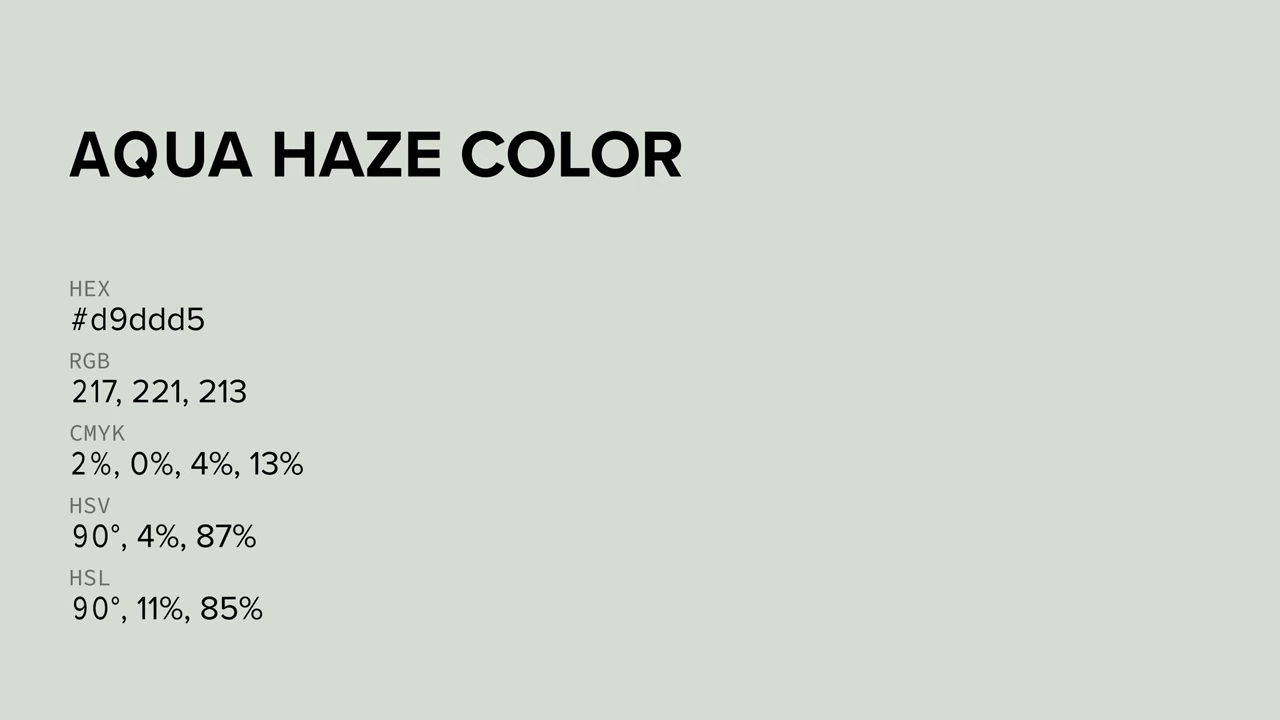 AQUA HAZE COLOR
HEX
#d9ddd5
RGB
217, 221, 213
CMYK
2%, 0%, 4%, 13%
HSV
90°, 4%, 87%
HSL
90°, 11%, 85%